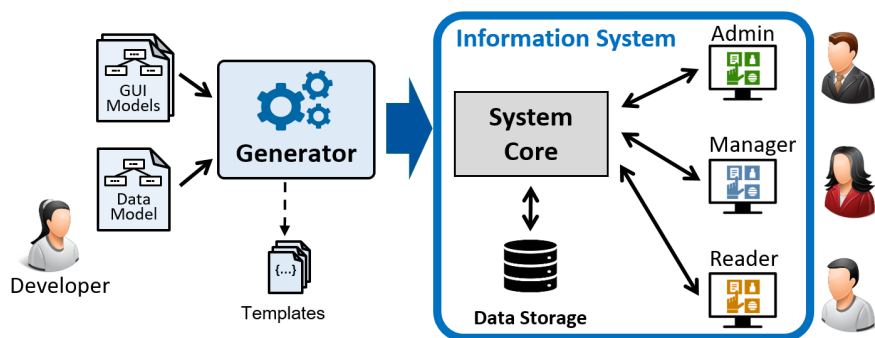 GUI
Models
Data
Model
Developer
Generator
{...}
Templates
Information System
System
Core
Data Storage
Admin
Manager
Reader